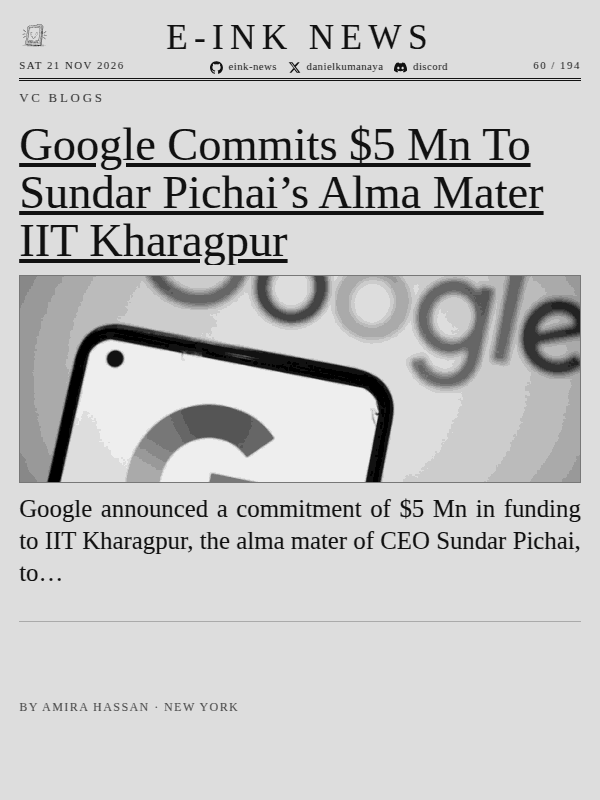 E-INK NEWS
SAT 21 NOV 2026
eink-news
danielkumanaya
discord
60 / 194
VC BLOGS
Google Commits $5 Mn To
Sundar Pichai’s Alma Mater
IIT Kharagpur
Google
Google announced a commitment of $5 Mn in funding
to IIT Kharagpur, the alma mater of CEO Sundar Pichai,
to…
BY AMIRA HASSAN · NEW YORK